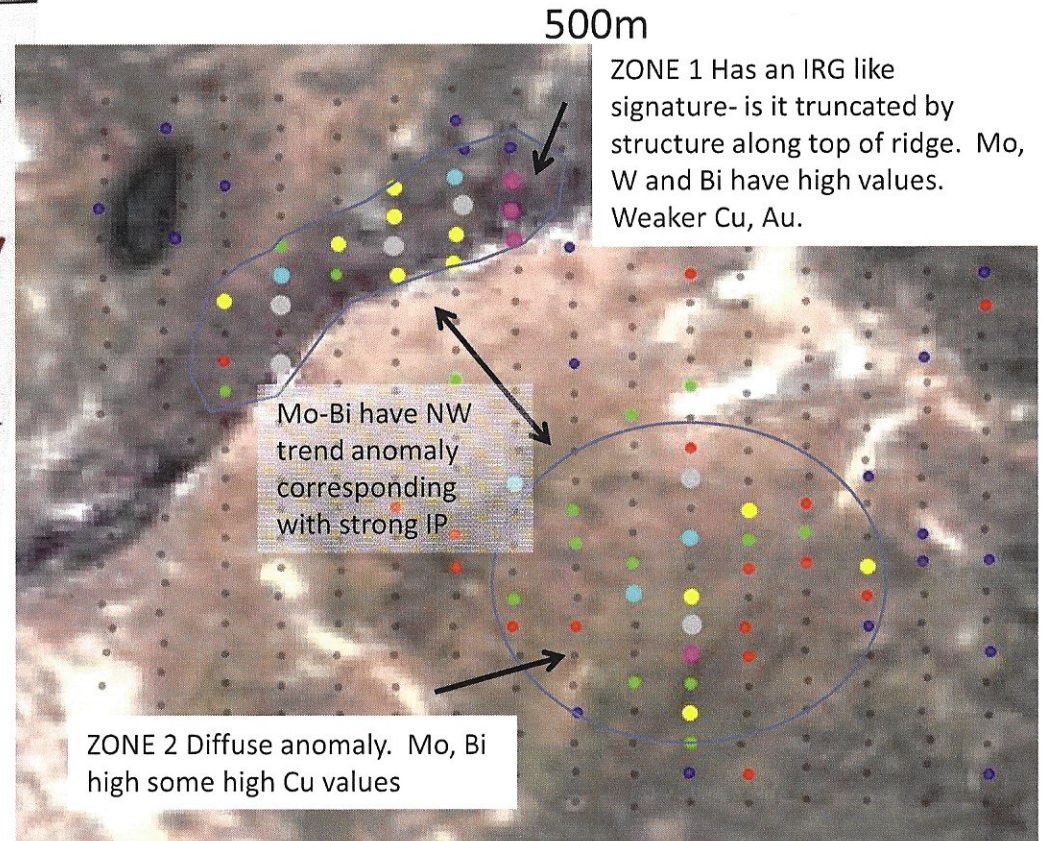 500m
ZONE 1 Has an IRG like
signature- is it truncated by
structure along top of ridge. Mo,
W and Bi have high values.
Weaker Cu, Au.
Mo-Bi have NW
trend anomaly
corresponding
with strong IP
ZONE 2 Diffuse anomaly. Mo, Bi
high some high Cu values